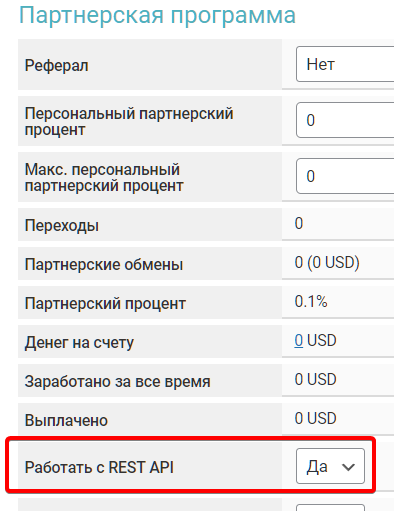 Партнерская программа
Реферал Нет
Персональный партнерский
процент 0
Макс. персональный
партнерский процент 0
Переходы 0
Партнерские обмены 0 (0 USD)
Партнерский процент 0.1%
Денег на счету 0 USD
Заработано за все время 0 USD
Выплачено 0 USD
Работать с REST API Да